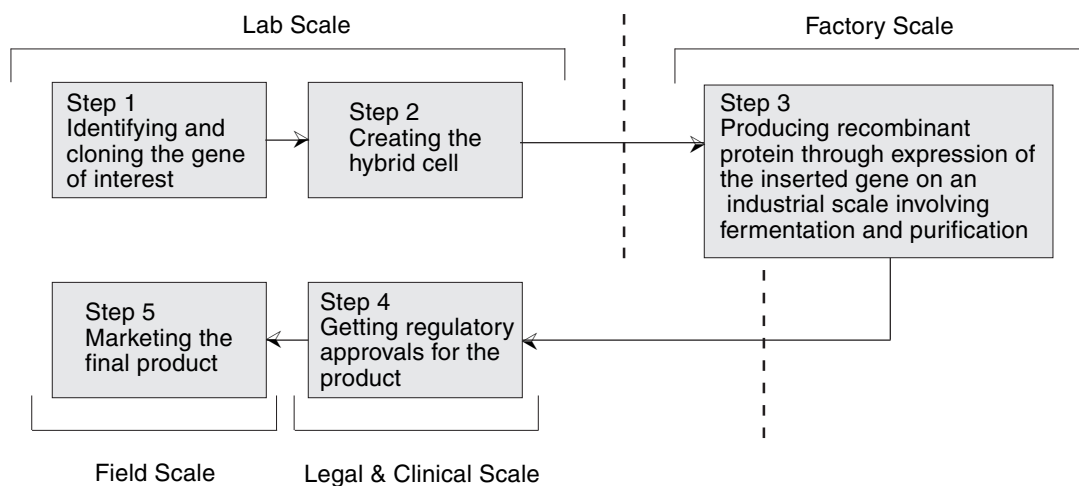 Lab Scale
Factory Scale
Step 1
Identifying and
cloning the gene
of interest
Step 2
Creating the
hybrid cell
Step 3
Producing recombinant
protein through expression of
the inserted gene on an
industrial scale involving
fermentation and purification
Step 4
Getting regulatory
approvals for the
product
Step 5
Marketing the
final product
Field Scale
Legal & Clinical Scale